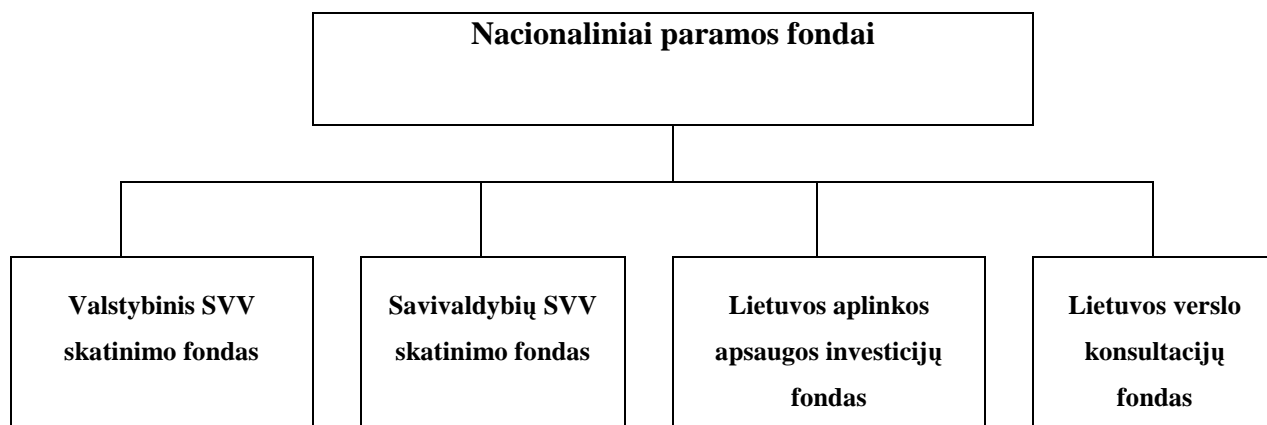 Nacionaliniai paramos fondai
Valstybinis SVV
skatinimo fondas
Savivaldybių SVV
skatinimo fondas
Lietuvos aplinkos
apsaugos investicijų
fondas
Lietuvos verslo
konsultacijų
fondas